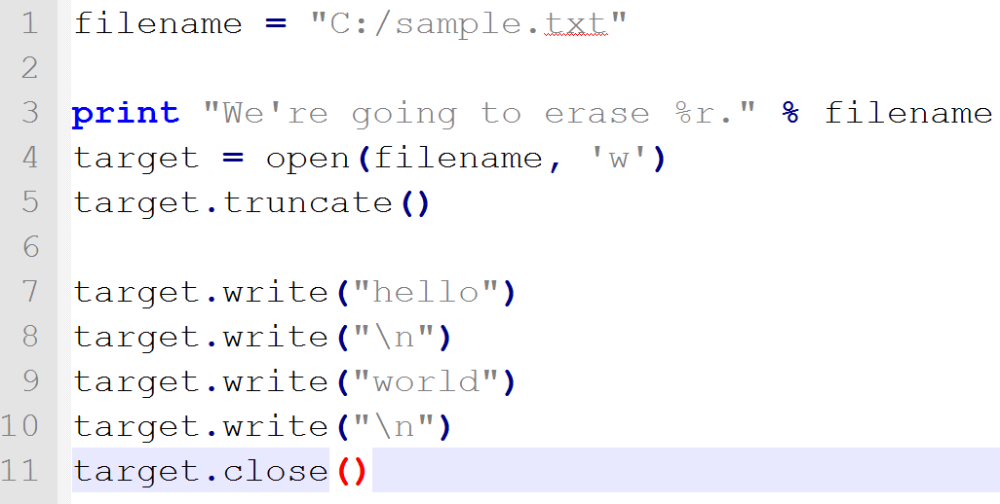 1 filename = "C:/sample.txt"
2
3 print "We're going to erase %r." % filename
4 target = open(filename, 'w')
5 target.truncate()
6
7 target.write("hello")
8 target.write("\n")
9 target.write("world")
10 target.write("\n")
11 target.close()